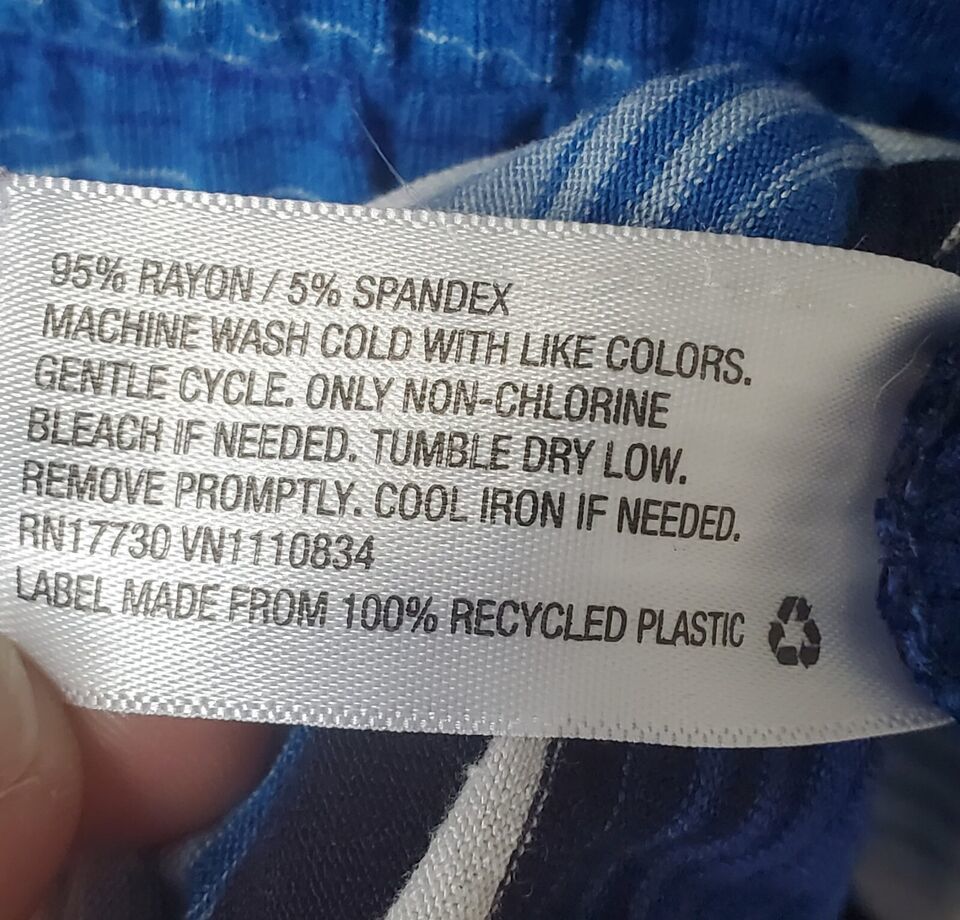 95% RAYON / 5% SPANDEX
MACHINE WASH COLD WITH LIKE COLORS.
GENTLE CYCLE. ONLY NON-CHLORINE
BLEACH IF NEEDED. TUMBLE DRY LOW.
REMOVE PROMPTLY. COOL IRON IF NEEDED.
RN17730 VN1110834
LABEL MADE FROM 100% RECYCLED PLASTIC